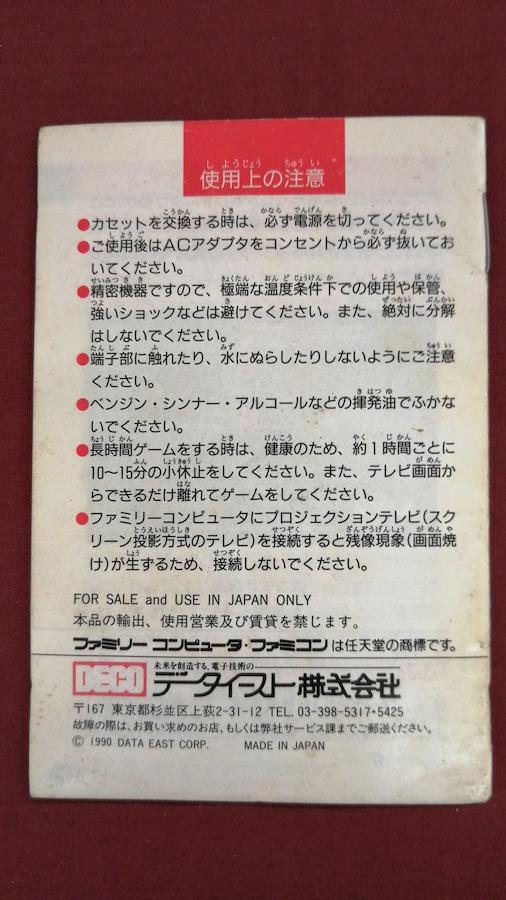 使用上の注意
●カセットを交換する時は、必ず電源を切ってください。
●ご使用後はACアダプタをコンセントから必ず抜いてお
いてください。
●精密機器ですので、極端な温度条件下での使用や保管、
強いショックなどは避けてください。また、絶対に分解
はしないでください。
●端子部に触れたり、水にぬらしたりしないようにご注意
ください。
●ベンジン・シンナー・アルコールなどの揮発油でふかな
いでください。
●長時間ゲームをする時は、健康のため、約1時間ごとに
10〜15分の小休止をしてください。また、テレビ画面か
らできるだけ離れてゲームをしてください。
●ファミリーコンピュータにプロジェクションテレビ(スク
リーン投影方式のテレビ)を接続すると残像現象(画面焼
け)が生ずるため、接続しないでください。
FOR SALE and USE IN JAPAN ONLY
本品の輸出、使用営業及び賃貸を禁じます。
ファミリーコンピュータ・ファミコンは任天堂の商標です。
未来を創造する、電子技術の
DECO データイースト株式会社
〒167 東京都杉並区上荻2-31-12 TEL. 03-398-5317・5425
故障の際は、お買い求めのお店、もしくは弊社サービス課までご郵送ください。
© 1990 DATA EAST CORP. MADE IN JAPAN